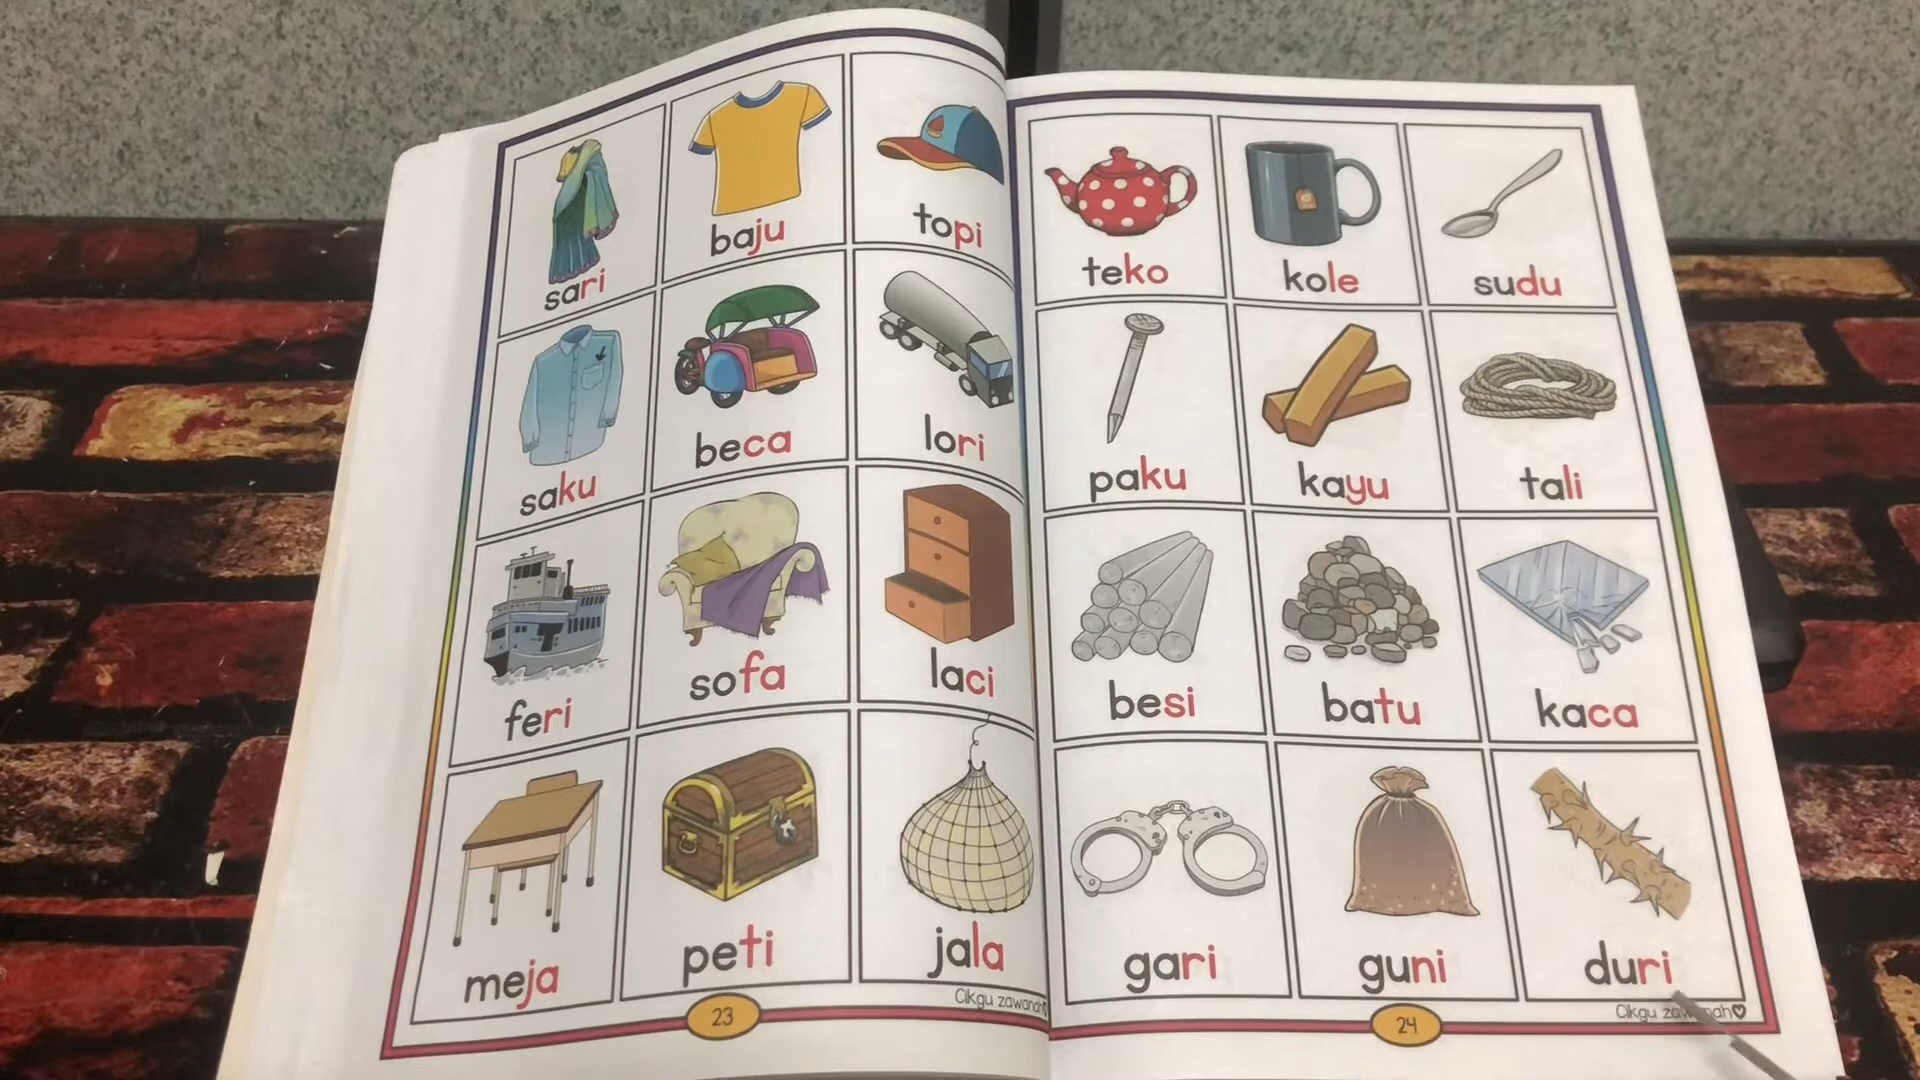 sari
baju
topi
saku
beca
lori
feri
sofa
laci
meja
peti
jala
Cikgu zawanah
23
teko
kole
sudu
paku
kayu
tali
besi
batu
kaca
gari
guni
duri
Cikgu
24